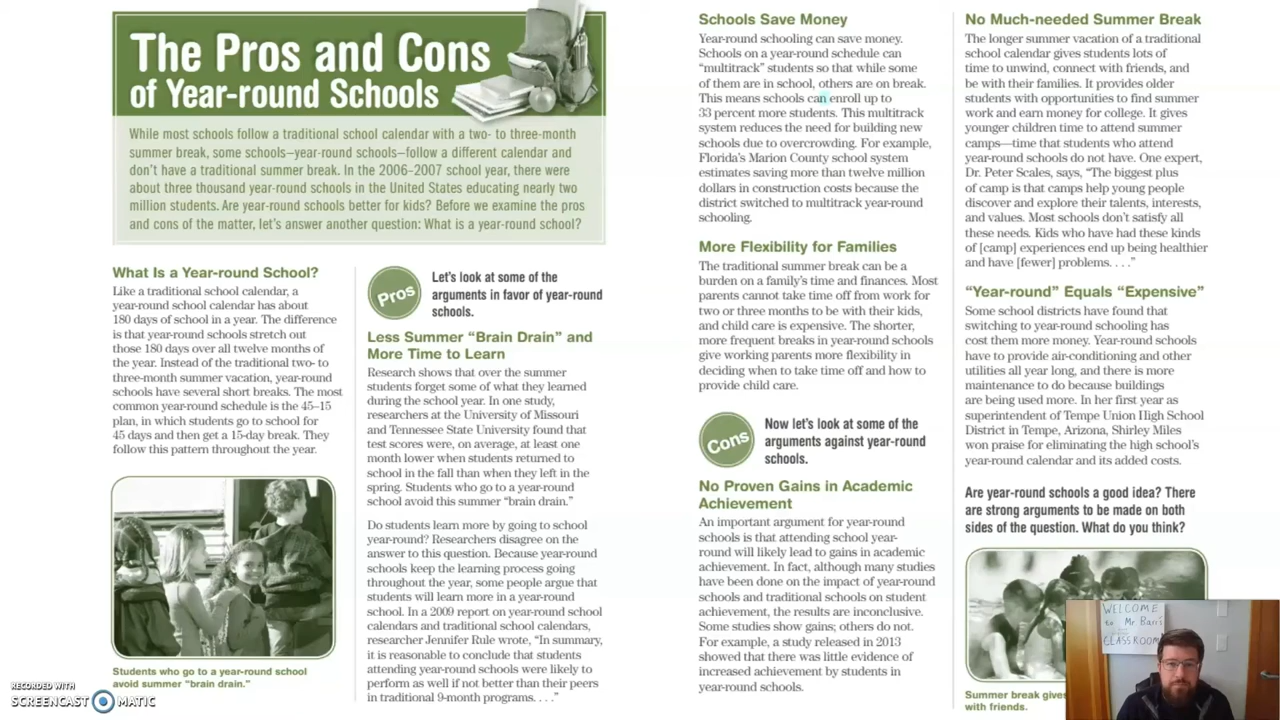 The Pros and Cons
of Year-round Schools
While most schools follow a traditional school calendar with a two- to three-month
summer break, some schools—year-round schools—follow a different calendar and
don't have a traditional summer break. In the 2006–2007 school year, there were
about three thousand year-round schools in the United States educating nearly two
million students. Are year-round schools better for kids? Before we examine the pros
and cons of the matter, let's answer another question: What is a year-round school?
What Is a Year-round School?
Like a traditional school calendar, a
year-round school calendar has about
180 days of school in a year. The difference
is that year-round schools stretch out
those 180 days over all twelve months of
the year. Instead of the traditional two- to
three-month summer vacation, year-round
schools have several short breaks. The most
common year-round schedule is the 45–15
plan, in which students go to school for
45 days and then get a 15-day break. They
follow this pattern throughout the year.
Students who go to a year-round school
avoid summer "brain drain."
Pros
Let's look at some of the
arguments in favor of year-round
schools.
Less Summer "Brain Drain" and
More Time to Learn
Research shows that over the summer
students forget some of what they learned
during the school year. In one study,
researchers at the University of Missouri
and Tennessee State University found that
test scores were, on average, at least one
month lower when students returned to
school in the fall than when they left in the
spring. Students who go to a year-round
school avoid this summer "brain drain."
Do students learn more by going to school
year-round? Researchers disagree on the
answer to this question. Because year-round
schools keep the learning process going
throughout the year, some people argue that
students will learn more in a year-round
school. In a 2009 report on year-round school
calendars and traditional school calendars,
researcher Jennifer Rule wrote, "In summary,
it is reasonable to conclude that students
attending year-round schools were likely to
perform as well if not better than their peers
in traditional 9-month programs. . . ."
Schools Save Money
Year-round schooling can save money.
Schools on a year-round schedule can
"multitrack" students so that while some
of them are in school, others are on break.
This means schools can enroll up to
33 percent more students. This multitrack
system reduces the need for building new
schools due to overcrowding. For example,
Florida's Marion County school system
estimates saving more than twelve million
dollars in construction costs because the
district switched to multitrack year-round
schooling.
More Flexibility for Families
The traditional summer break can be a
burden on a family's time and finances. Most
parents cannot take time off from work for
two or three months to be with their kids,
and child care is expensive. The shorter,
more frequent breaks in year-round schools
give working parents more flexibility in
deciding when to take time off and how to
provide child care.
Cons
Now let's look at some of the
arguments against year-round
schools.
No Proven Gains in Academic
Achievement
An important argument for year-round
schools is that attending school year-
round will likely lead to gains in academic
achievement. In fact, although many studies
have been done on the impact of year-round
schools and traditional schools on student
achievement, the results are inconclusive.
Some studies show gains; others do not.
For example, a study released in 2013
showed that there was little evidence of
increased achievement by students in
year-round schools.
No Much-needed Summer Break
The longer summer vacation of a traditional
school calendar gives students lots of
time to unwind, connect with friends, and
be with their families. It provides older
students with opportunities to find summer
work and earn money for college. It gives
younger children time to attend summer
camps—time that students who attend
year-round schools do not have. One expert,
Dr. Peter Scales, says, "The biggest plus
of camp is that camps help young people
discover and explore their talents, interests,
and values. Most schools don't satisfy all
these needs. Kids who have had these kinds
of [camp] experiences end up being healthier
and have [fewer] problems. . . ."
"Year-round" Equals "Expensive"
Some school districts have found that
switching to year-round schooling has
cost them more money. Year-round schools
have to provide air-conditioning and other
utilities all year long, and there is more
maintenance to do because buildings
are being used more. In her first year as
superintendent of Tempe Union High School
District in Tempe, Arizona, Shirley Miles
won praise for eliminating the high school's
year-round calendar and its added costs.
Are year-round schools a good idea? There
are strong arguments to be made on both
sides of the question. What do you think?
Summer break gives
with friends.
WELCOME
to Mr Barr's
CLASSROOM
RECORDED WITH
SCREENCAST MATIC